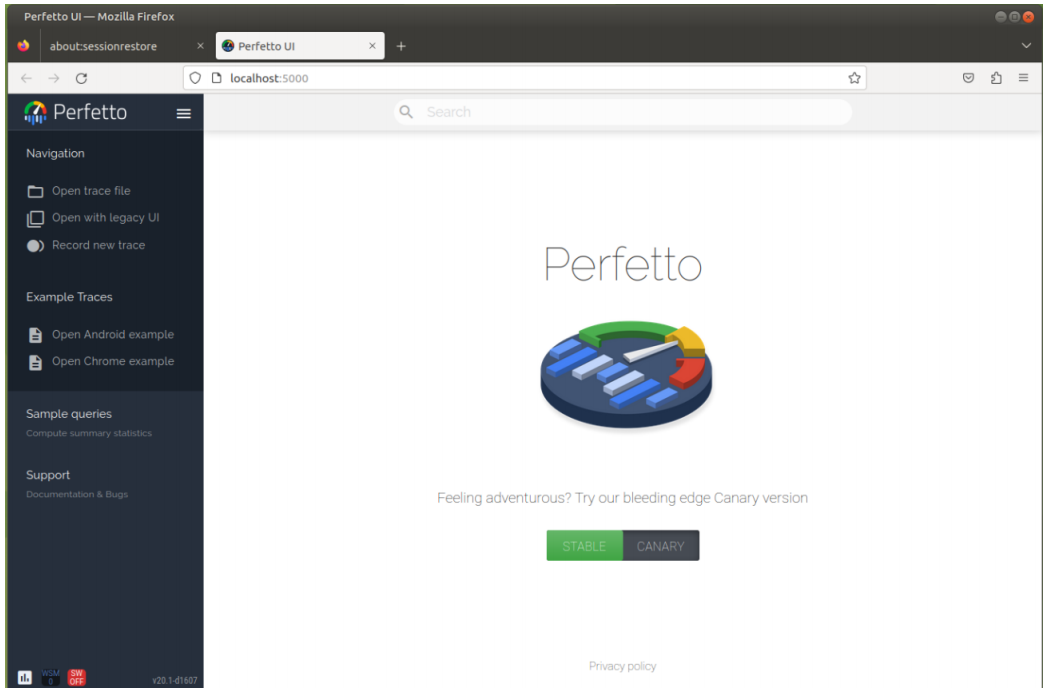 Perfetto UI — Mozilla Firefox
about:sessionrestore
Perfetto UI
localhost:5000
Perfetto
Search
Navigation
Open trace file
Open with legacy UI
Record new trace
Example Traces
Open Android example
Open Chrome example
Sample queries
Compute summary statistics
Support
Documentation & Bugs
WSM
0
SW
OFF
v20.1-d1607
Perfetto
Feeling adventurous? Try our bleeding edge Canary version
STABLE CANARY
Privacy policy